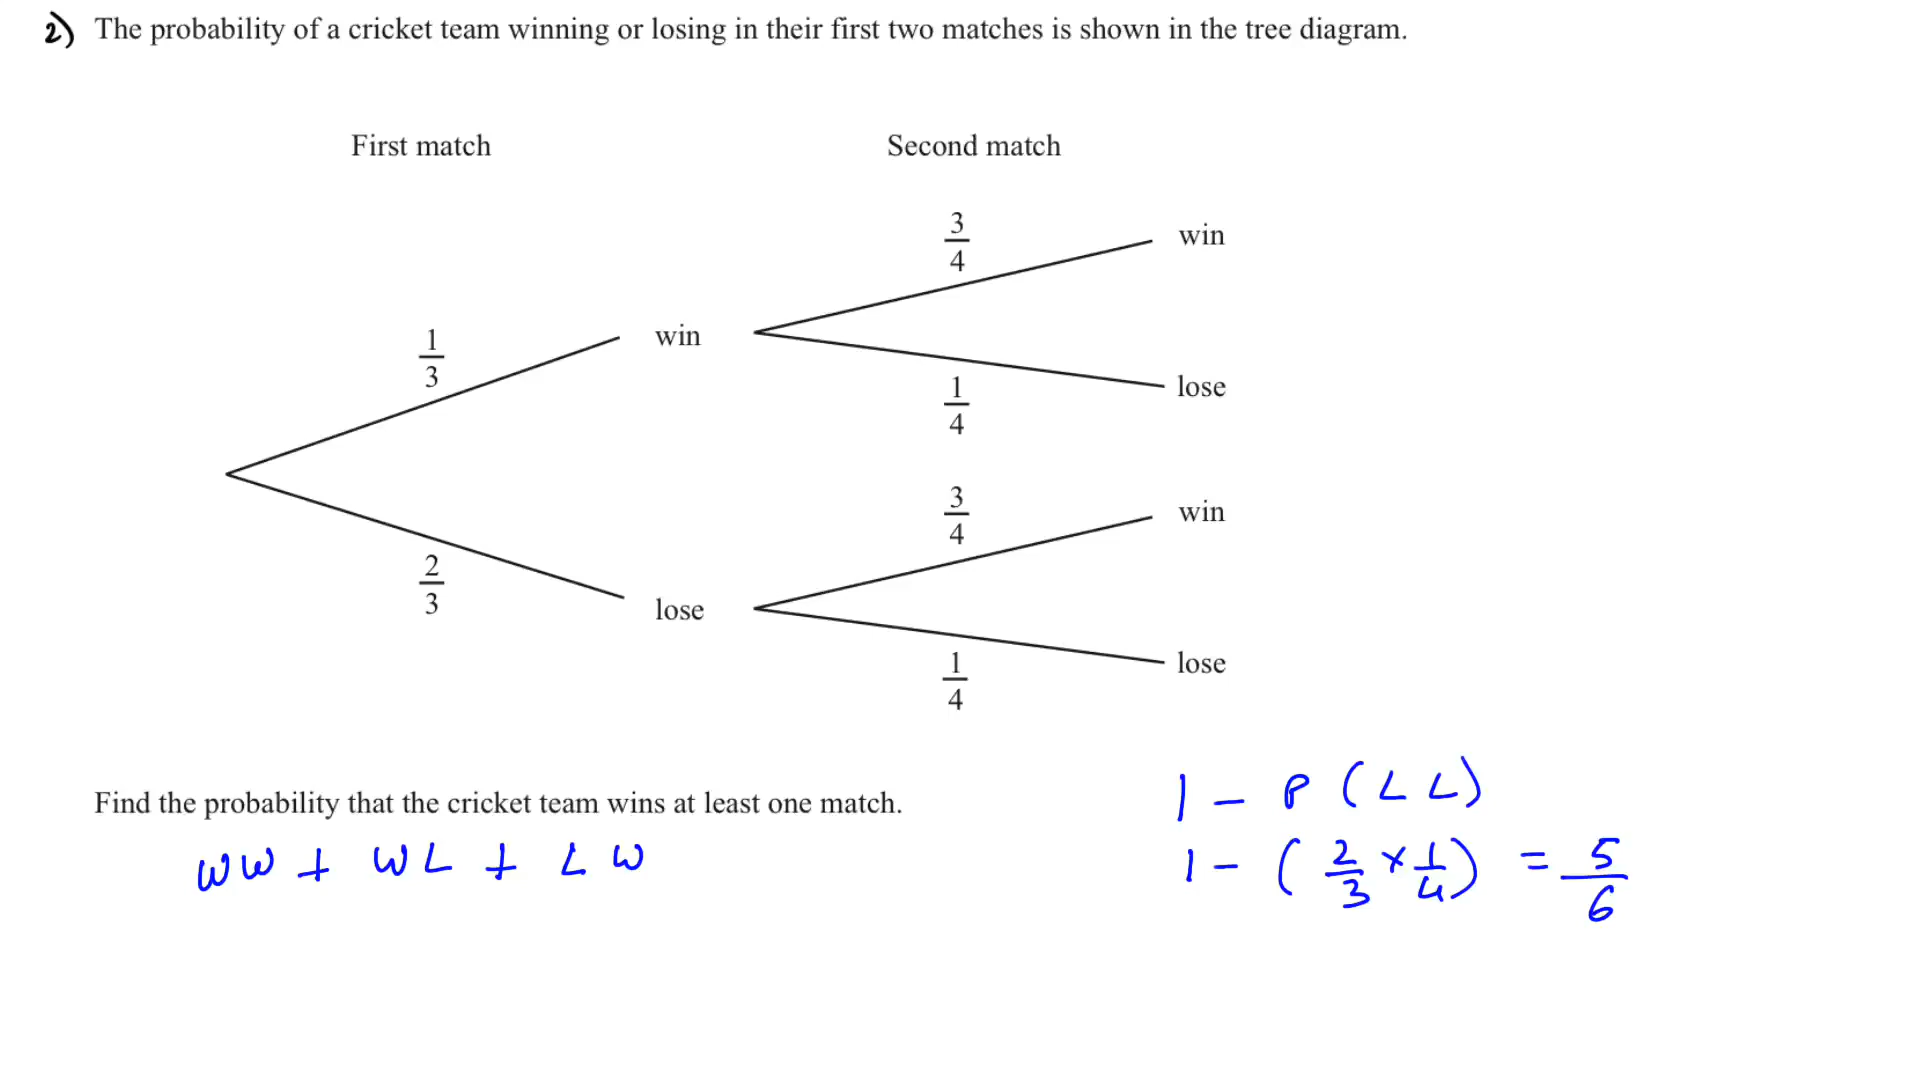 2) The probability of a cricket team winning or losing in their first two matches is shown in the tree diagram.
First match Second match
3/4 win
1/3 win
1/4 lose
3/4 win
2/3 lose
1/4 lose
Find the probability that the cricket team wins at least one match.
WW + WL + LW
1 - P (LL)
1 - (2/3 × 1/4) = 5/6